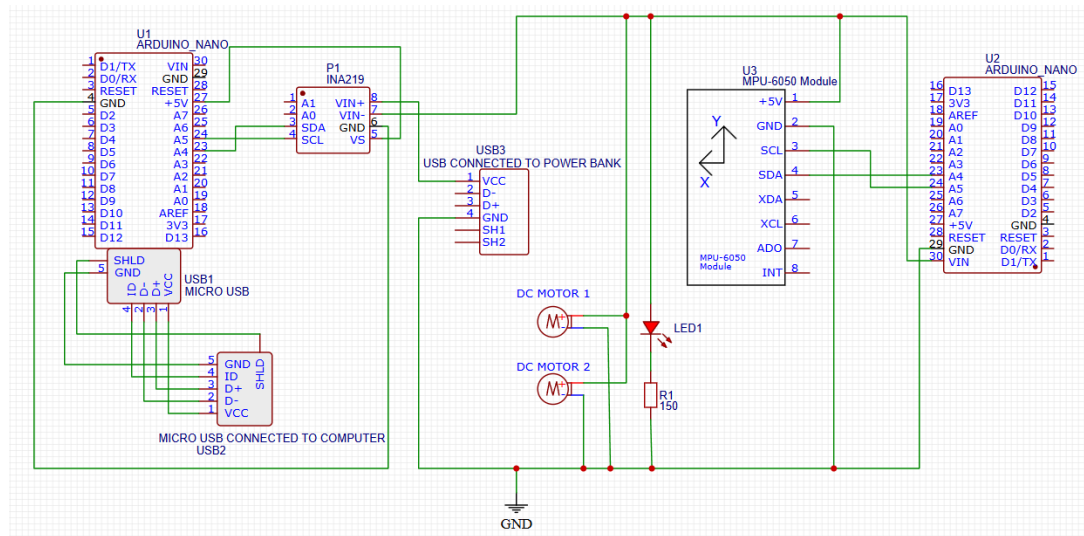 U1
ARDUINO_NANO
1 D1/TX VIN 30
2 D0/RX GND 29
3 RESET RESET 28
4 GND +5V 27
5 D2 A7 26
6 D3 A6 25
7 D4 A5 24
8 D5 A4 23
9 D6 A3 22
10 D7 A2 21
11 D8 A1 20
12 D9 A0 19
13 D10 AREF 18
14 D11 3V3 17
15 D12 D13 16
P1
INA219
1 A1 VIN+ 8
2 A0 VIN- 7
3 SDA GND 6
4 SCL VS 5
USB3
USB CONNECTED TO POWER BANK
1 VCC
2 D-
3 D+
4 GND
SH1
SH2
U3
MPU-6050 Module
+5V 1
GND 2
SCL 3
SDA 4
XDA 5
XCL 6
ADO 7
INT 8
Y
X
MPU-6050
Module
U2
ARDUINO_NANO
16 D13 D12 15
17 3V3 D11 14
18 AREF D10 13
19 A0 D9 12
20 A1 D8 11
21 A2 D7 10
22 A3 D6 9
23 A4 D5 8
24 A5 D4 7
25 A6 D3 6
26 A7 D2 5
27 +5V GND 4
28 RESET RESET 3
29 GND D0/RX 2
30 VIN D1/TX 1
SHLD
5 GND
ID D- D+ VCC
4 2 3 1
USB1
MICRO USB
5 GND
4 ID
3 D+
2 D-
1 VCC
SHLD
MICRO USB CONNECTED TO COMPUTER
USB2
DC MOTOR 1
M + -
DC MOTOR 2
M + -
LED1
R1
150
GND